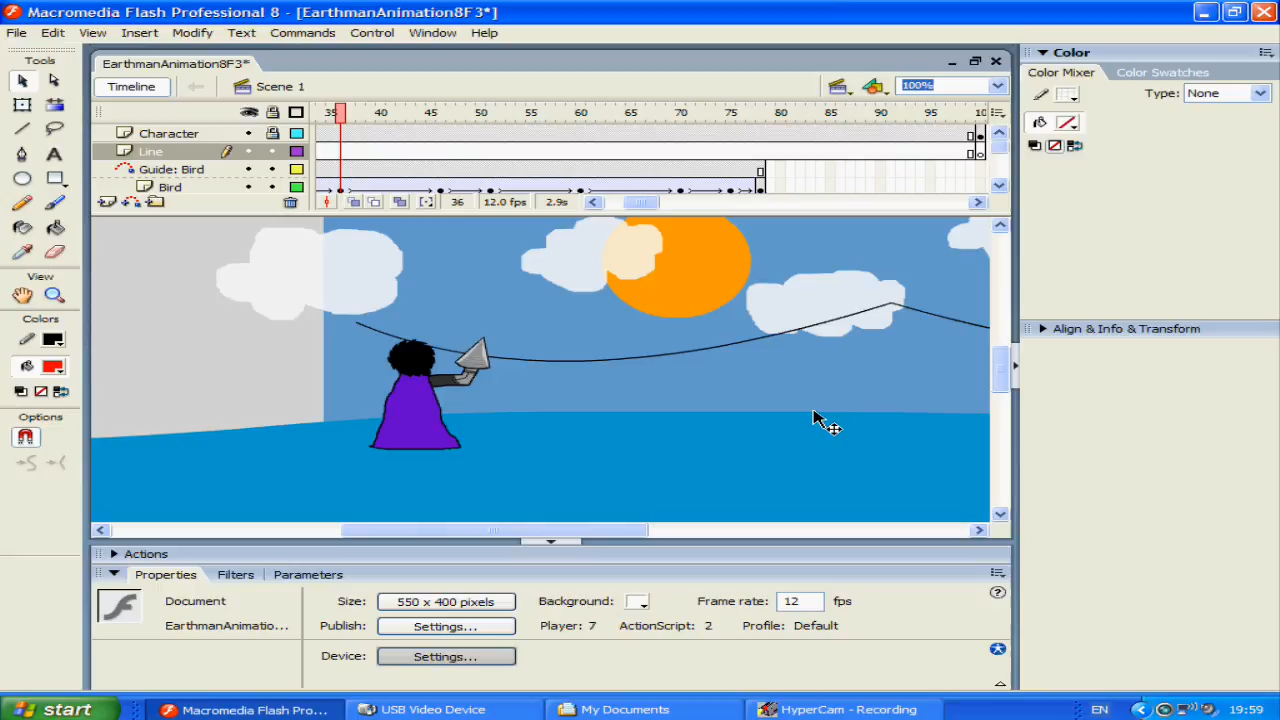 Macromedia Flash Professional 8 - [EarthmanAnimation8F3*]
File Edit View Insert Modify Text Commands Control Window Help
Tools
EarthmanAnimation8F3*
Timeline
Scene 1
100%
35 40 45 50 55 60 65 70 75 80 85 90 95 100
Character
Line
Guide: Bird
Bird
36 12.0 fps 2.9s
View
Colors
Options
Color
Color Mixer Color Swatches
Type: None
Align & Info & Transform
Actions
Properties Filters Parameters
Document
EarthmanAnimatio...
Size: 550 x 400 pixels
Background:
Frame rate: 12 fps
Publish: Settings...
Player: 7 ActionScript: 2 Profile: Default
Device: Settings...
start
Macromedia Flash Pro...
USB Video Device
My Documents
HyperCam - Recording
EN
19:59